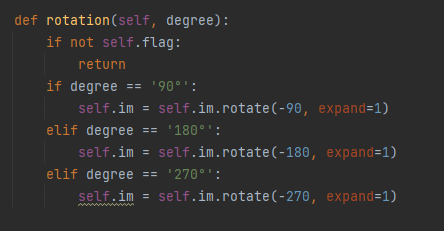 def rotation(self, degree):
    if not self.flag:
        return
    if degree == '90°':
        self.im = self.im.rotate(-90, expand=1)
    elif degree == '180°':
        self.im = self.im.rotate(-180, expand=1)
    elif degree == '270°':
        self.im = self.im.rotate(-270, expand=1)